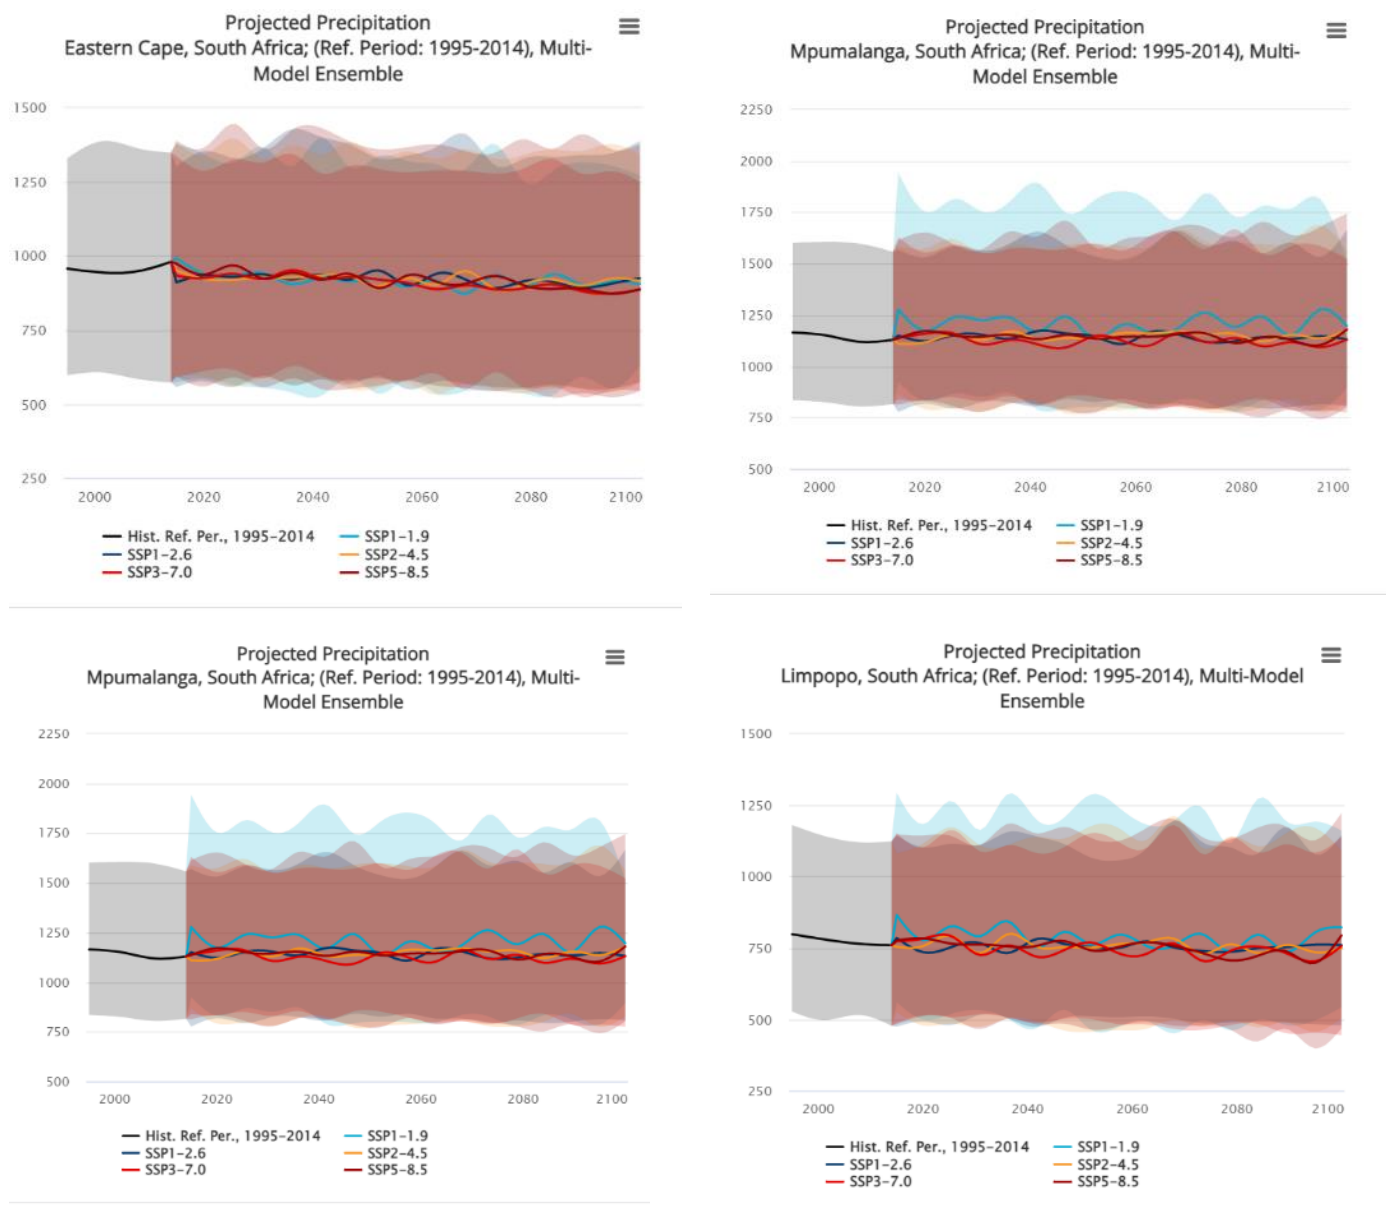 Projected Precipitation
Eastern Cape, South Africa; (Ref. Period: 1995-2014), Multi-
Model Ensemble
1500
1250
1000
750
500
250
2000 2020 2040 2060 2080 2100
Hist. Ref. Per., 1995-2014 SSP1-1.9
SSP1-2.6 SSP2-4.5
SSP3-7.0 SSP5-8.5
Projected Precipitation
Mpumalanga, South Africa; (Ref. Period: 1995-2014), Multi-
Model Ensemble
2250
2000
1750
1500
1250
1000
750
500
2000 2020 2040 2060 2080 2100
Hist. Ref. Per., 1995-2014 SSP1-1.9
SSP1-2.6 SSP2-4.5
SSP3-7.0 SSP5-8.5
Projected Precipitation
Mpumalanga, South Africa; (Ref. Period: 1995-2014), Multi-
Model Ensemble
2250
2000
1750
1500
1250
1000
750
500
2000 2020 2040 2060 2080 2100
Hist. Ref. Per., 1995-2014 SSP1-1.9
SSP1-2.6 SSP2-4.5
SSP3-7.0 SSP5-8.5
Projected Precipitation
Limpopo, South Africa; (Ref. Period: 1995-2014), Multi-Model
Ensemble
1500
1250
1000
750
500
250
2000 2020 2040 2060 2080 2100
Hist. Ref. Per., 1995-2014 SSP1-1.9
SSP1-2.6 SSP2-4.5
SSP3-7.0 SSP5-8.5